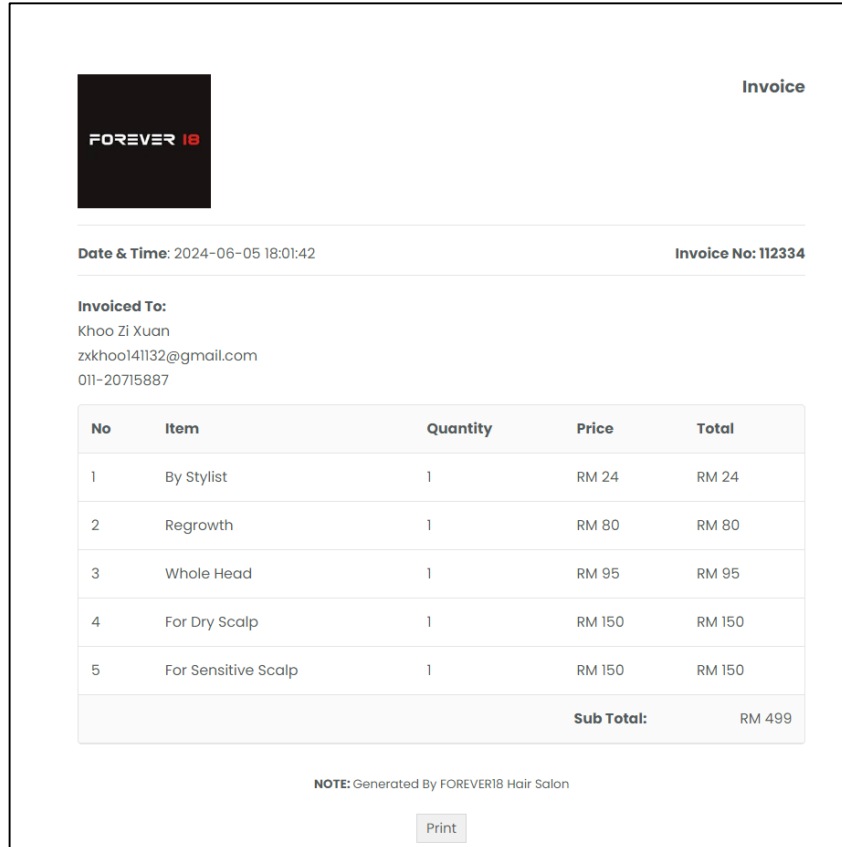 FOREVER 18
Invoice
Date & Time: 2024-06-05 18:01:42 Invoice No: 112334
Invoiced To:
Khoo Zi Xuan
zxkhoo141132@gmail.com
011-20715887
No Item Quantity Price Total
1 By Stylist 1 RM 24 RM 24
2 Regrowth 1 RM 80 RM 80
3 Whole Head 1 RM 95 RM 95
4 For Dry Scalp 1 RM 150 RM 150
5 For Sensitive Scalp 1 RM 150 RM 150
Sub Total: RM 499
NOTE: Generated By FOREVER18 Hair Salon
Print